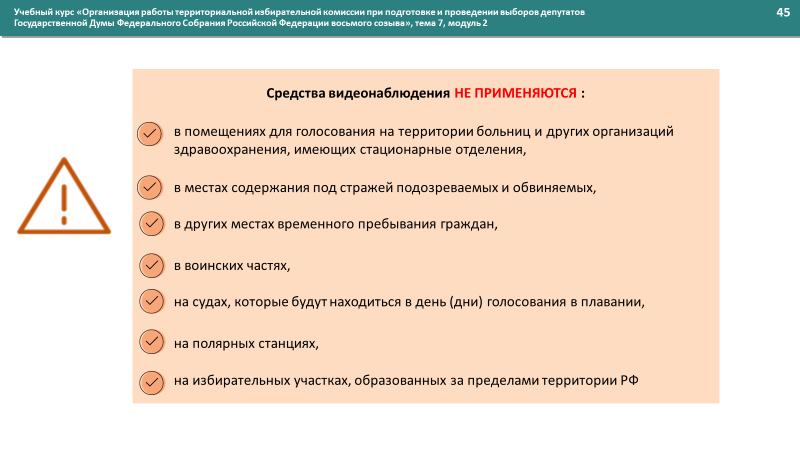 Учебный курс «Организация работы территориальной избирательной комиссии при подготовке и проведении выборов депутатов
Государственной Думы Федерального Собрания Российской Федерации восьмого созыва», тема 7, модуль 2
45
Средства видеонаблюдения НЕ ПРИМЕНЯЮТСЯ :
в помещениях для голосования на территории больниц и других организаций
здравоохранения, имеющих стационарные отделения,
в местах содержания под стражей подозреваемых и обвиняемых,
в других местах временного пребывания граждан,
в воинских частях,
на судах, которые будут находиться в день (дни) голосования в плавании,
на полярных станциях,
на избирательных участках, образованных за пределами территории РФ